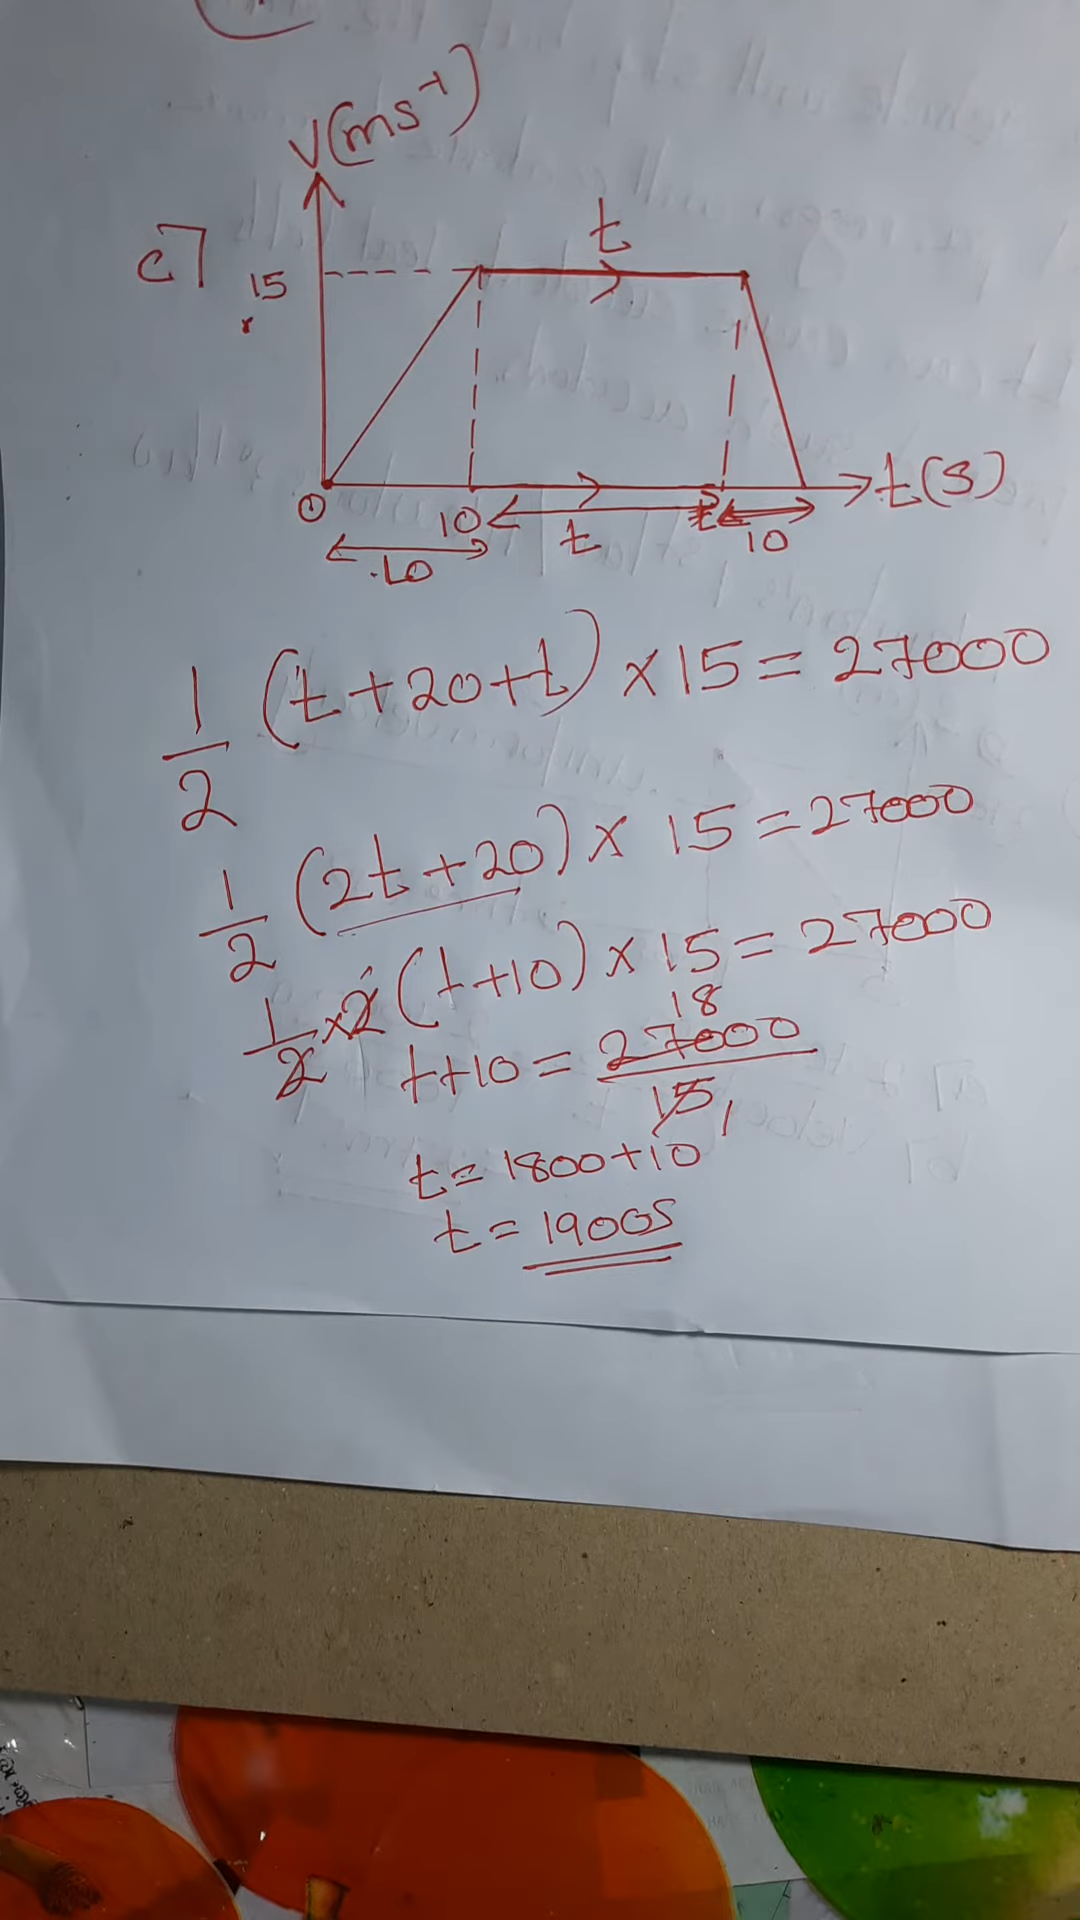 V(ms⁻¹)
c7
15
t
0
10
t
t
10
t(s)
10
1/2 (t+20+t) × 15 = 27000
1/2 (2t+20) × 15 = 27000
1/2 × 2 (t+10) × 15 = 27000
18
t+10 = 27000/15 1
t = 1800+10
t = 1900s